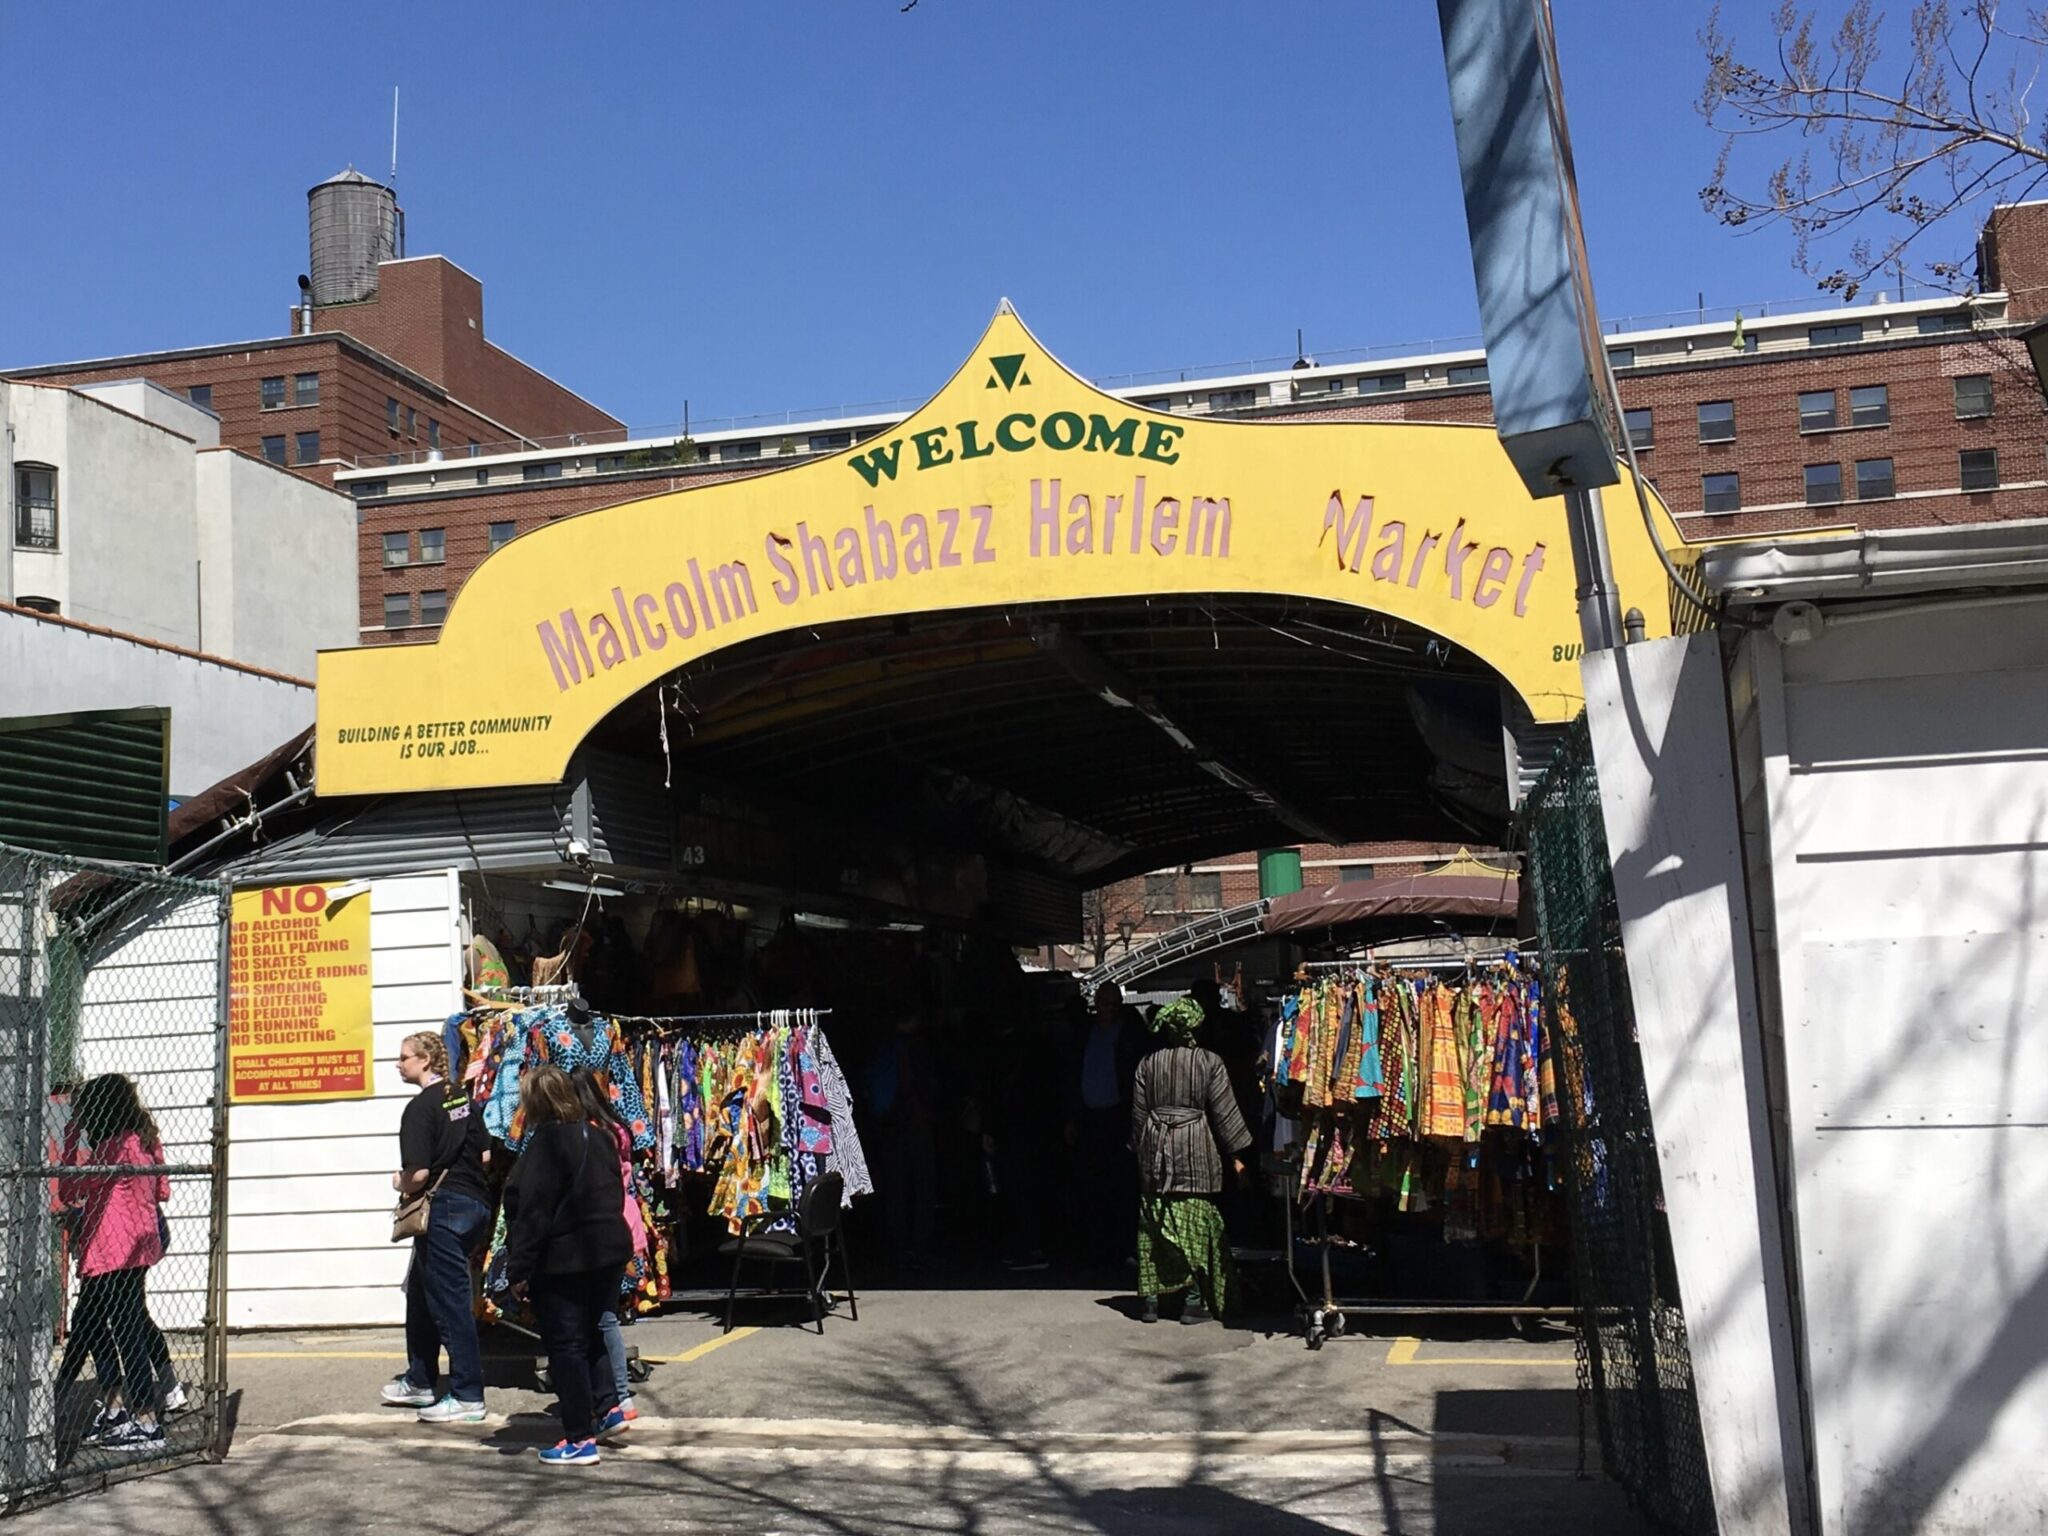 WELCOME
Malcolm Shabazz Harlem Market
BUILDING A BETTER COMMUNITY
IS OUR JOB...
43
42
NO
NO ALCOHOL
NO SPITTING
NO BALL PLAYING
NO SKATES
NO BICYCLE RIDING
NO SMOKING
NO LOITERING
NO PEDDLING
NO RUNNING
NO SOLICITING
SMALL CHILDREN MUST BE
ACCOMPANIED BY AN ADULT
AT ALL TIMES!